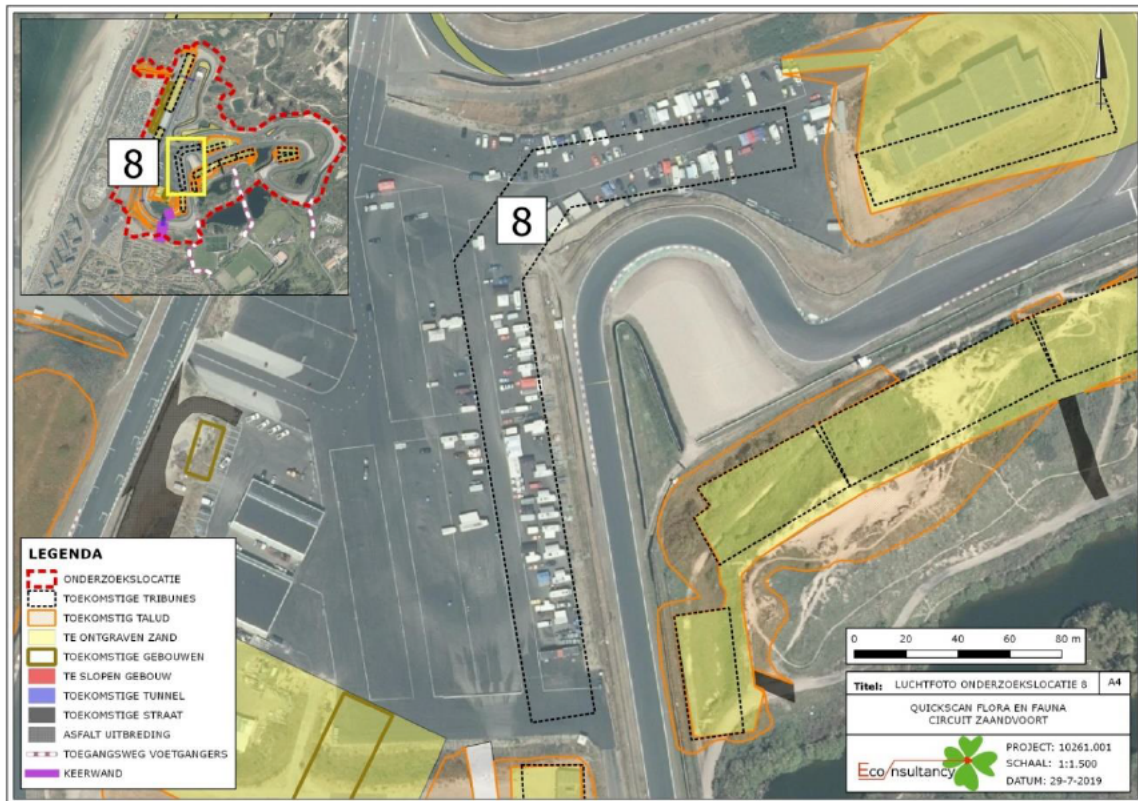 8
8
LEGENDA
ONDERZOEKSLOCATIE
TOEKOMSTIGE TRIBUNES
TOEKOMSTIG TALUD
TE ONTGRAVEN ZAND
TOEKOMSTIGE GEBOUWEN
TE SLOPEN GEBOUW
TOEKOMSTIGE TUNNEL
TOEKOMSTIGE STRAAT
ASFALT UITBREDING
TOEGANGSWEG VOETGANGERS
KEERWAND
0 20 40 60 80 m
Titel: LUCHTFOTO ONDERZOEKSLOCATIE 8 A4
QUICKSCAN FLORA EN FAUNA
CIRCUIT ZAANDVOORT
Econsultancy
PROJECT: 10261.001
SCHAAL: 1:1.500
DATUM: 29-7-2019